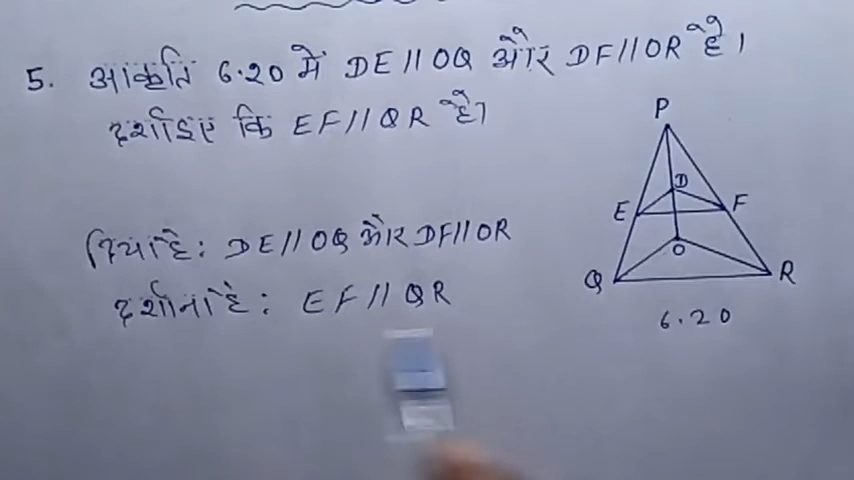 5. आकृति 6.20 में DE // OQ और DF // OR है।
दर्शाइए कि EF // QR है।
दिया है : DE // OQ और DF // OR
दर्शाना है : EF // QR
P
D
E
F
O
Q
R
6.20